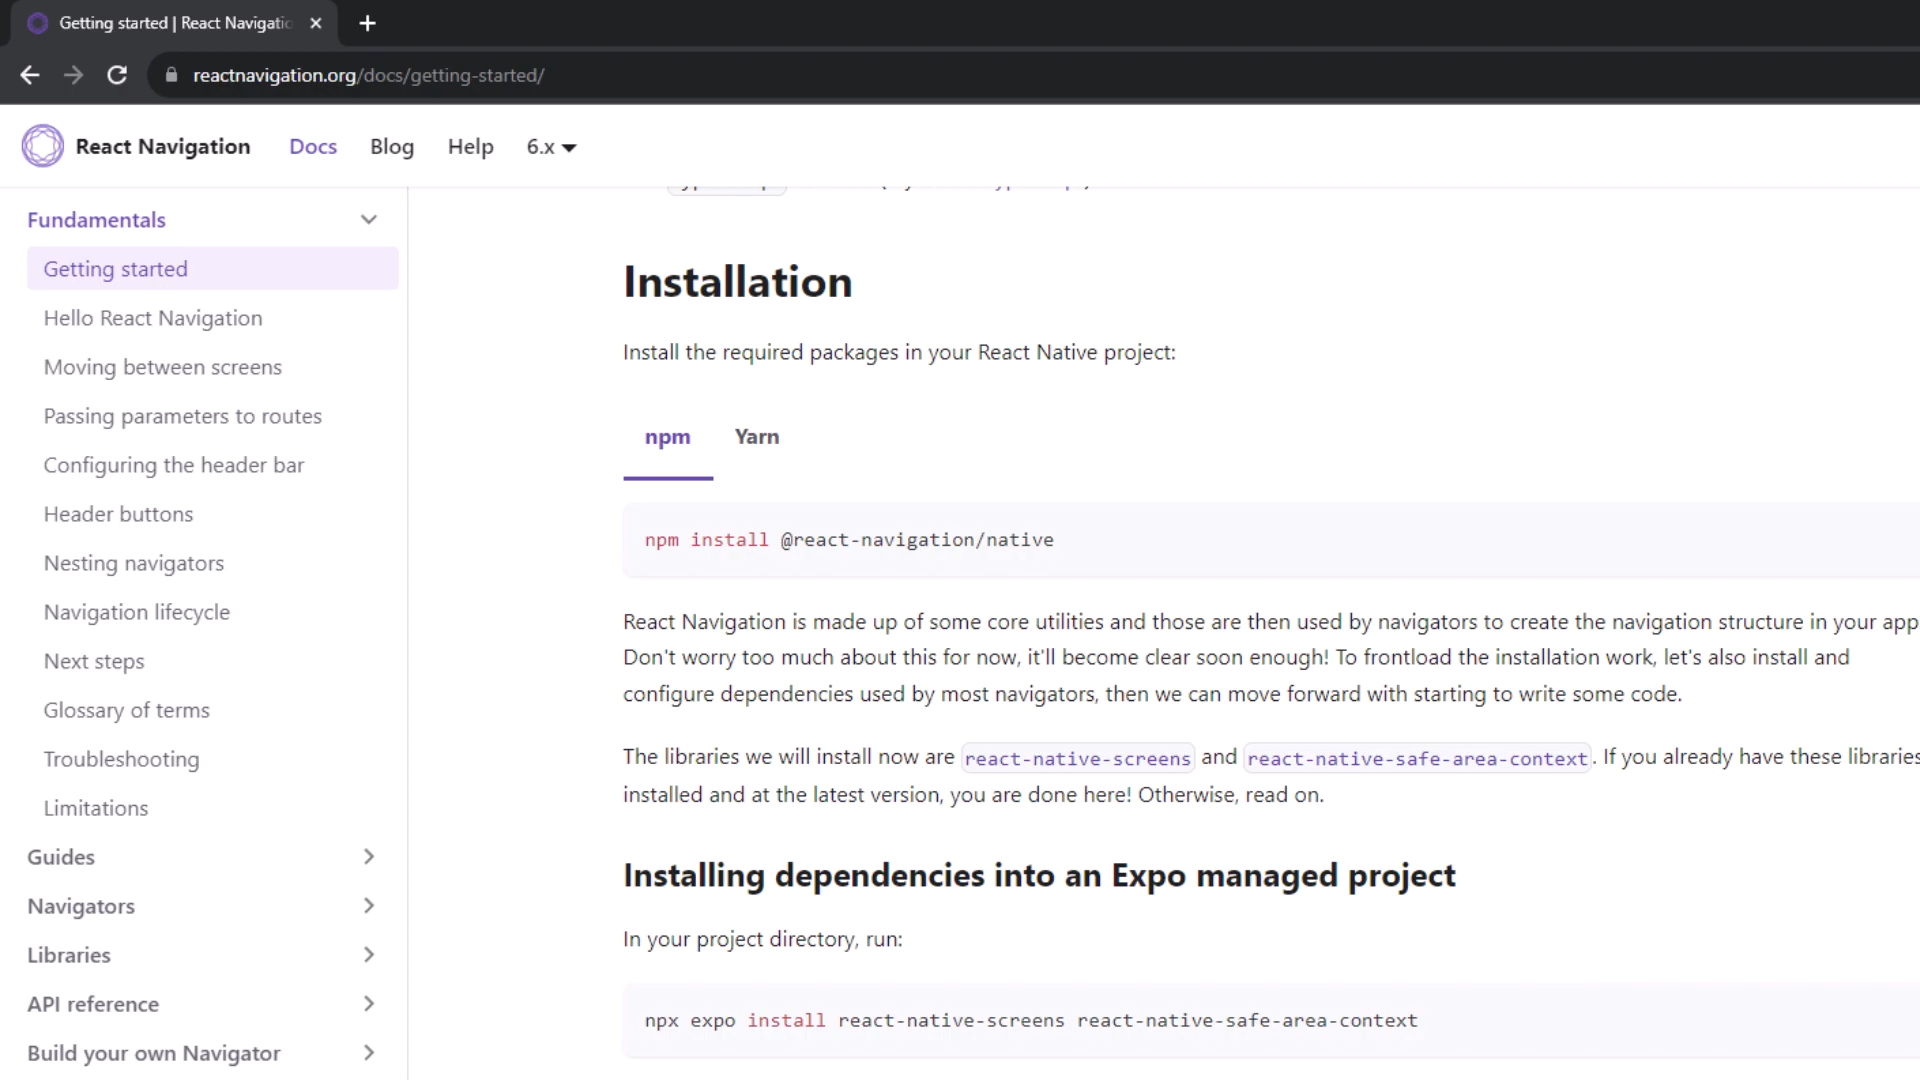 Getting started | React Navigatio
reactnavigation.org/docs/getting-started/
React Navigation
Docs
Blog
Help
6.x
Fundamentals
Getting started
Hello React Navigation
Moving between screens
Passing parameters to routes
Configuring the header bar
Header buttons
Nesting navigators
Navigation lifecycle
Next steps
Glossary of terms
Troubleshooting
Limitations
Guides
Navigators
Libraries
API reference
Build your own Navigator
Installation
Install the required packages in your React Native project:
npm
Yarn
npm install @react-navigation/native
React Navigation is made up of some core utilities and those are then used by navigators to create the navigation structure in your app
Don't worry too much about this for now, it'll become clear soon enough! To frontload the installation work, let's also install and
configure dependencies used by most navigators, then we can move forward with starting to write some code.
The libraries we will install now are react-native-screens and react-native-safe-area-context. If you already have these libraries
installed and at the latest version, you are done here! Otherwise, read on.
Installing dependencies into an Expo managed project
In your project directory, run:
npx expo install react-native-screens react-native-safe-area-context